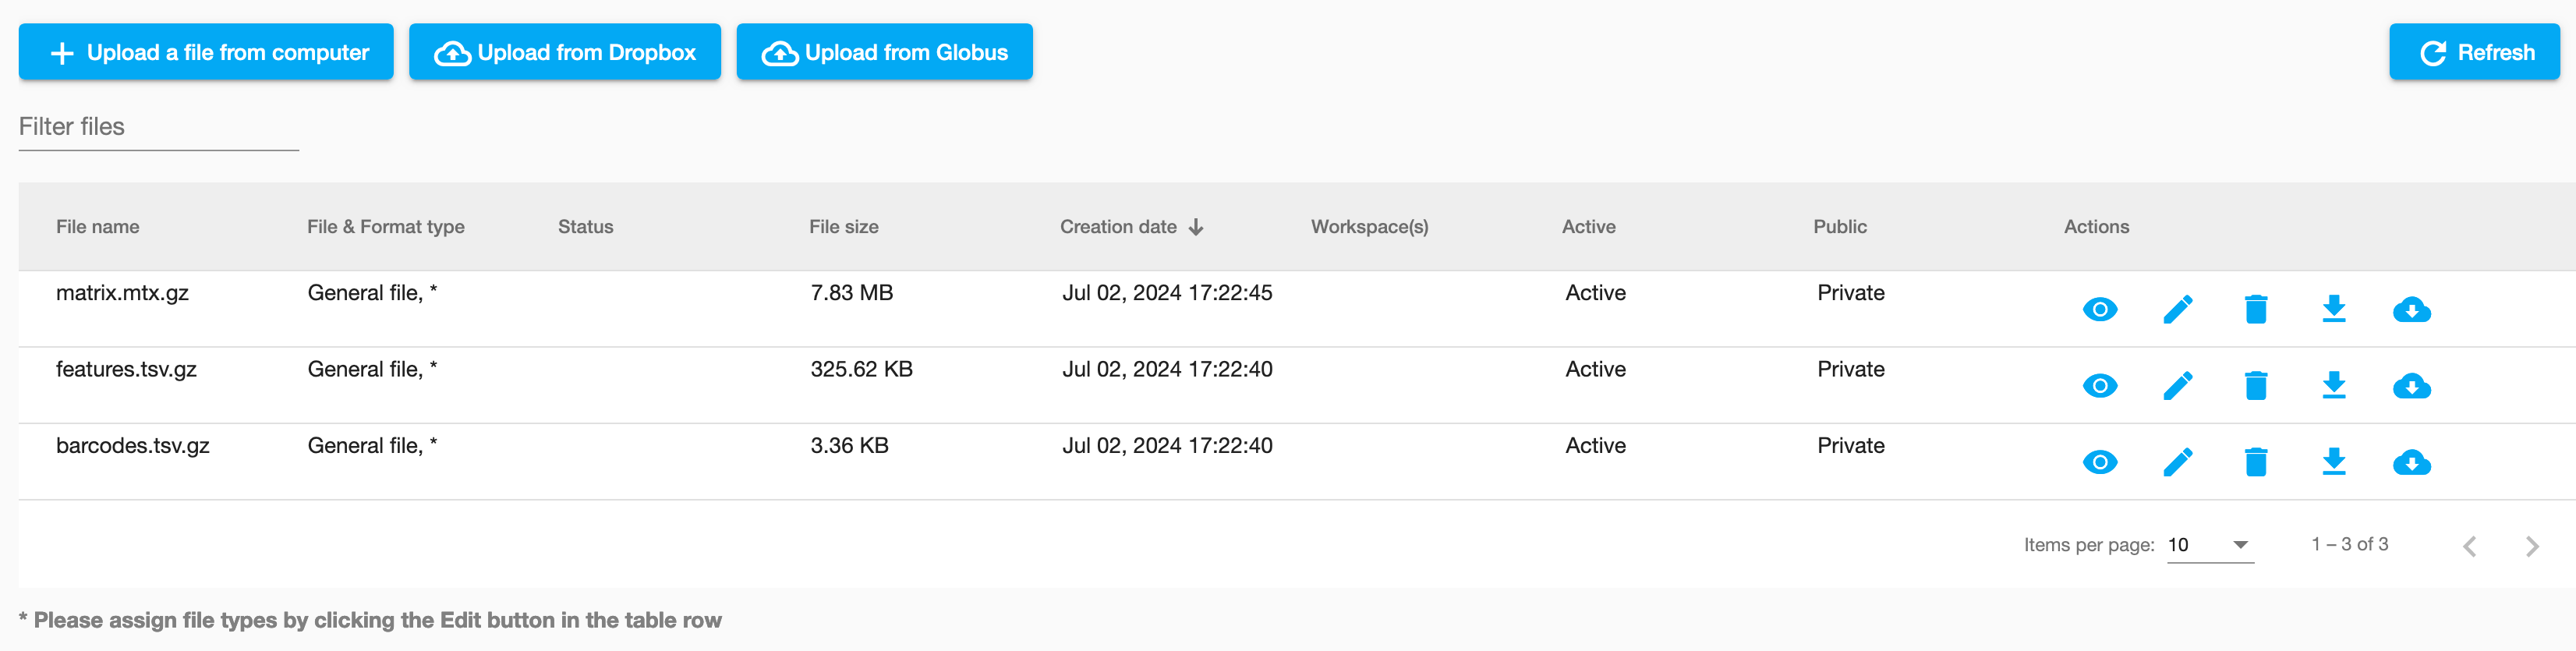 Upload a file from computer Upload from Dropbox Upload from Globus Refresh
Filter files
File name File & Format type Status File size Creation date Workspace(s) Active Public Actions
matrix.mtx.gz General file, * 7.83 MB Jul 02, 2024 17:22:45 Active Private
features.tsv.gz General file, * 325.62 KB Jul 02, 2024 17:22:40 Active Private
barcodes.tsv.gz General file, * 3.36 KB Jul 02, 2024 17:22:40 Active Private
Items per page: 10 1 – 3 of 3
* Please assign file types by clicking the Edit button in the table row